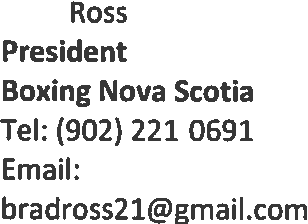 Ross
President
Boxing Nova Scotia
Tel: (902) 221 0691
Email:
bradross21@gmail.com